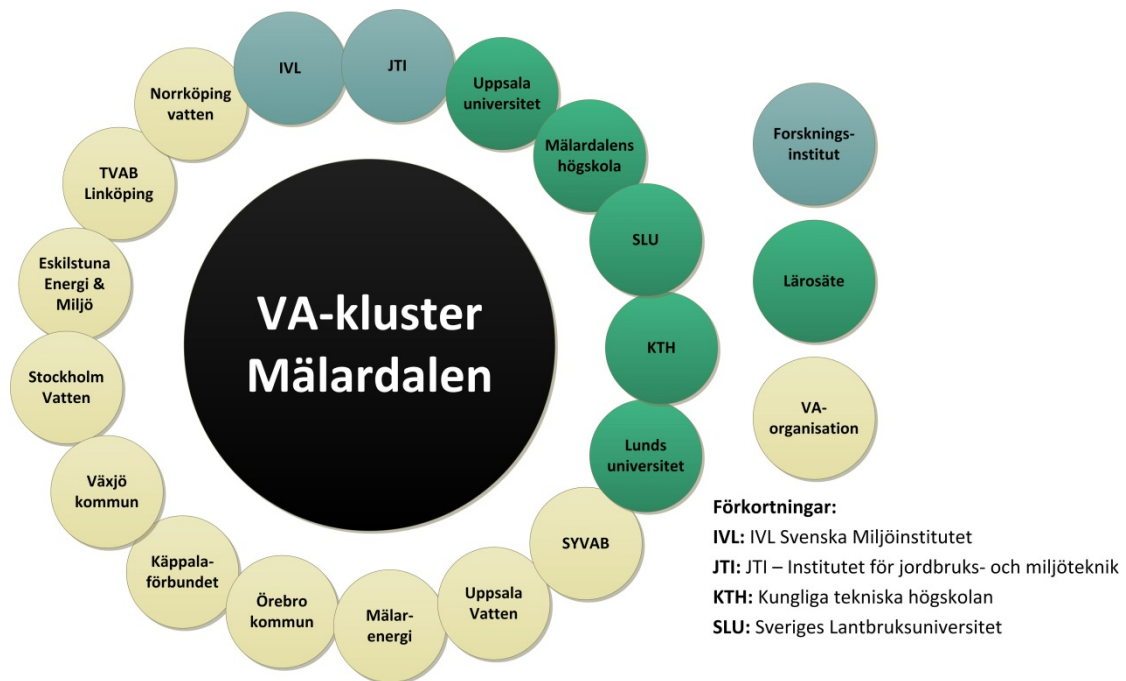 VA-kluster
Mälardalen
IVL
JTI
Uppsala
universitet
Mälardalens
högskola
SLU
KTH
Lunds
universitet
SYVAB
Uppsala
Vatten
Mälar-
energi
Örebro
kommun
Käppala-
förbundet
Växjö
kommun
Stockholm
Vatten
Eskilstuna
Energi &
Miljö
TVAB
Linköping
Norrköping
vatten
Forsknings-
institut
Lärosäte
VA-
organisation
Förkortningar:
IVL: IVL Svenska Miljöinstitutet
JTI: JTI – Institutet för jordbruks- och miljöteknik
KTH: Kungliga tekniska högskolan
SLU: Sveriges Lantbruksuniversitet